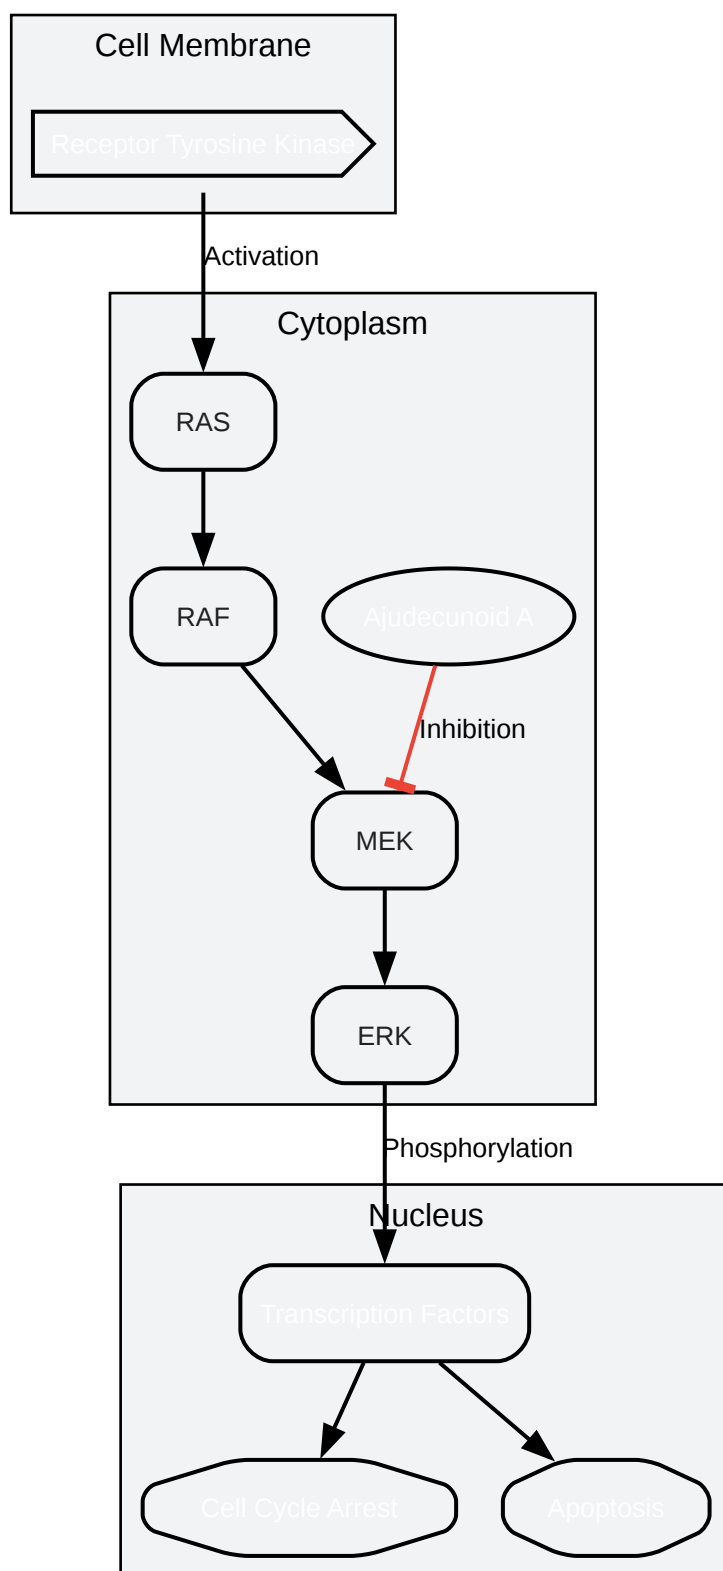 Cell Membrane
Receptor Tyrosine Kinase
Activation
Cytoplasm
RAS
RAF
Ajudecunoid A
Inhibition
MEK
ERK
Phosphorylation
Nucleus
Transcription Factors
Cell Cycle Arrest
Apoptosis